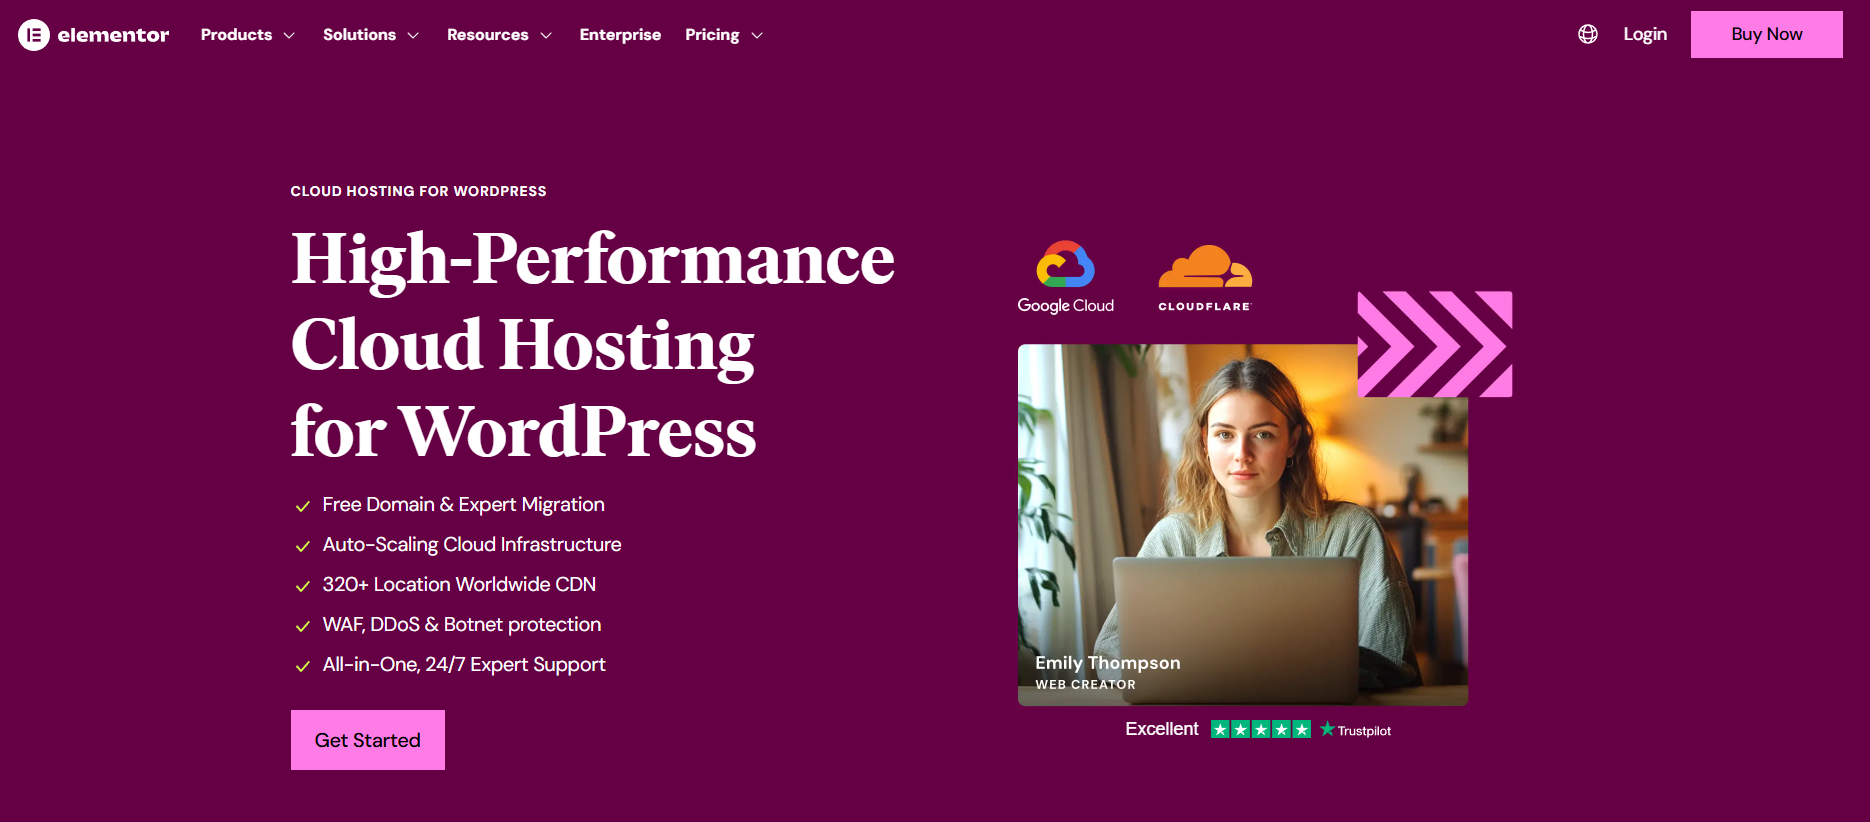 elementor
Products
Solutions
Resources
Enterprise
Pricing
Login
Buy Now
CLOUD HOSTING FOR WORDPRESS
High-Performance
Cloud Hosting
for WordPress
Free Domain & Expert Migration
Auto-Scaling Cloud Infrastructure
320+ Location Worldwide CDN
WAF, DDoS & Botnet protection
All-in-One, 24/7 Expert Support
Get Started
Google Cloud
CLOUDFLARE
Emily Thompson
WEB CREATOR
Excellent
Trustpilot